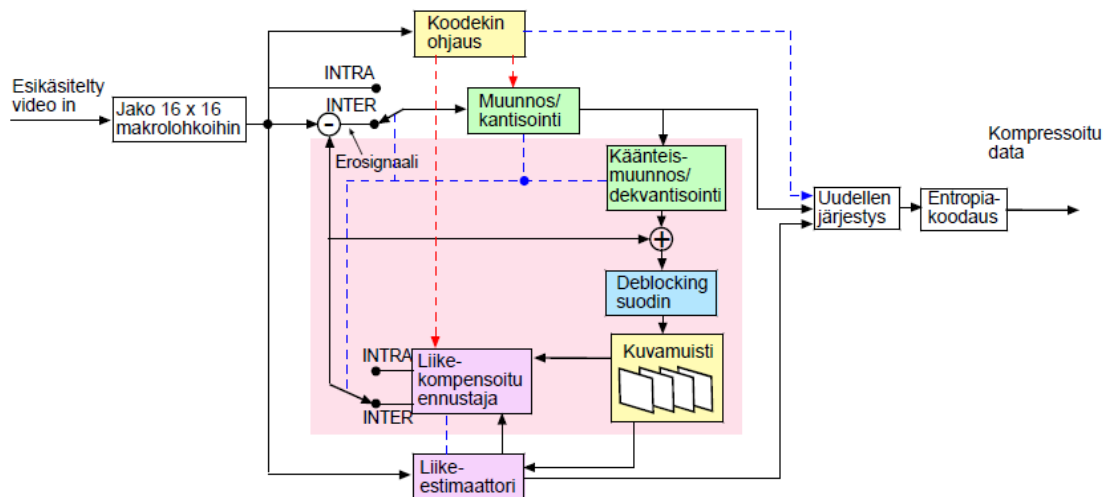 Koodekin
ohjaus
INTRA
Esikäsitelty
video in
Jako 16 x 16
makrolohkoihin
INTER
-
Erosignaali
Muunnos/
kantisointi
Käänteis-
muunnos/
dekvantisointi
+
Deblocking
suodin
Kuvamuisti
INTRA
Liike-
kompensoitu
ennustaja
INTER
Liike-
estimaattori
Uudellen
järjestys
Entropia-
koodaus
Kompressoitu
data